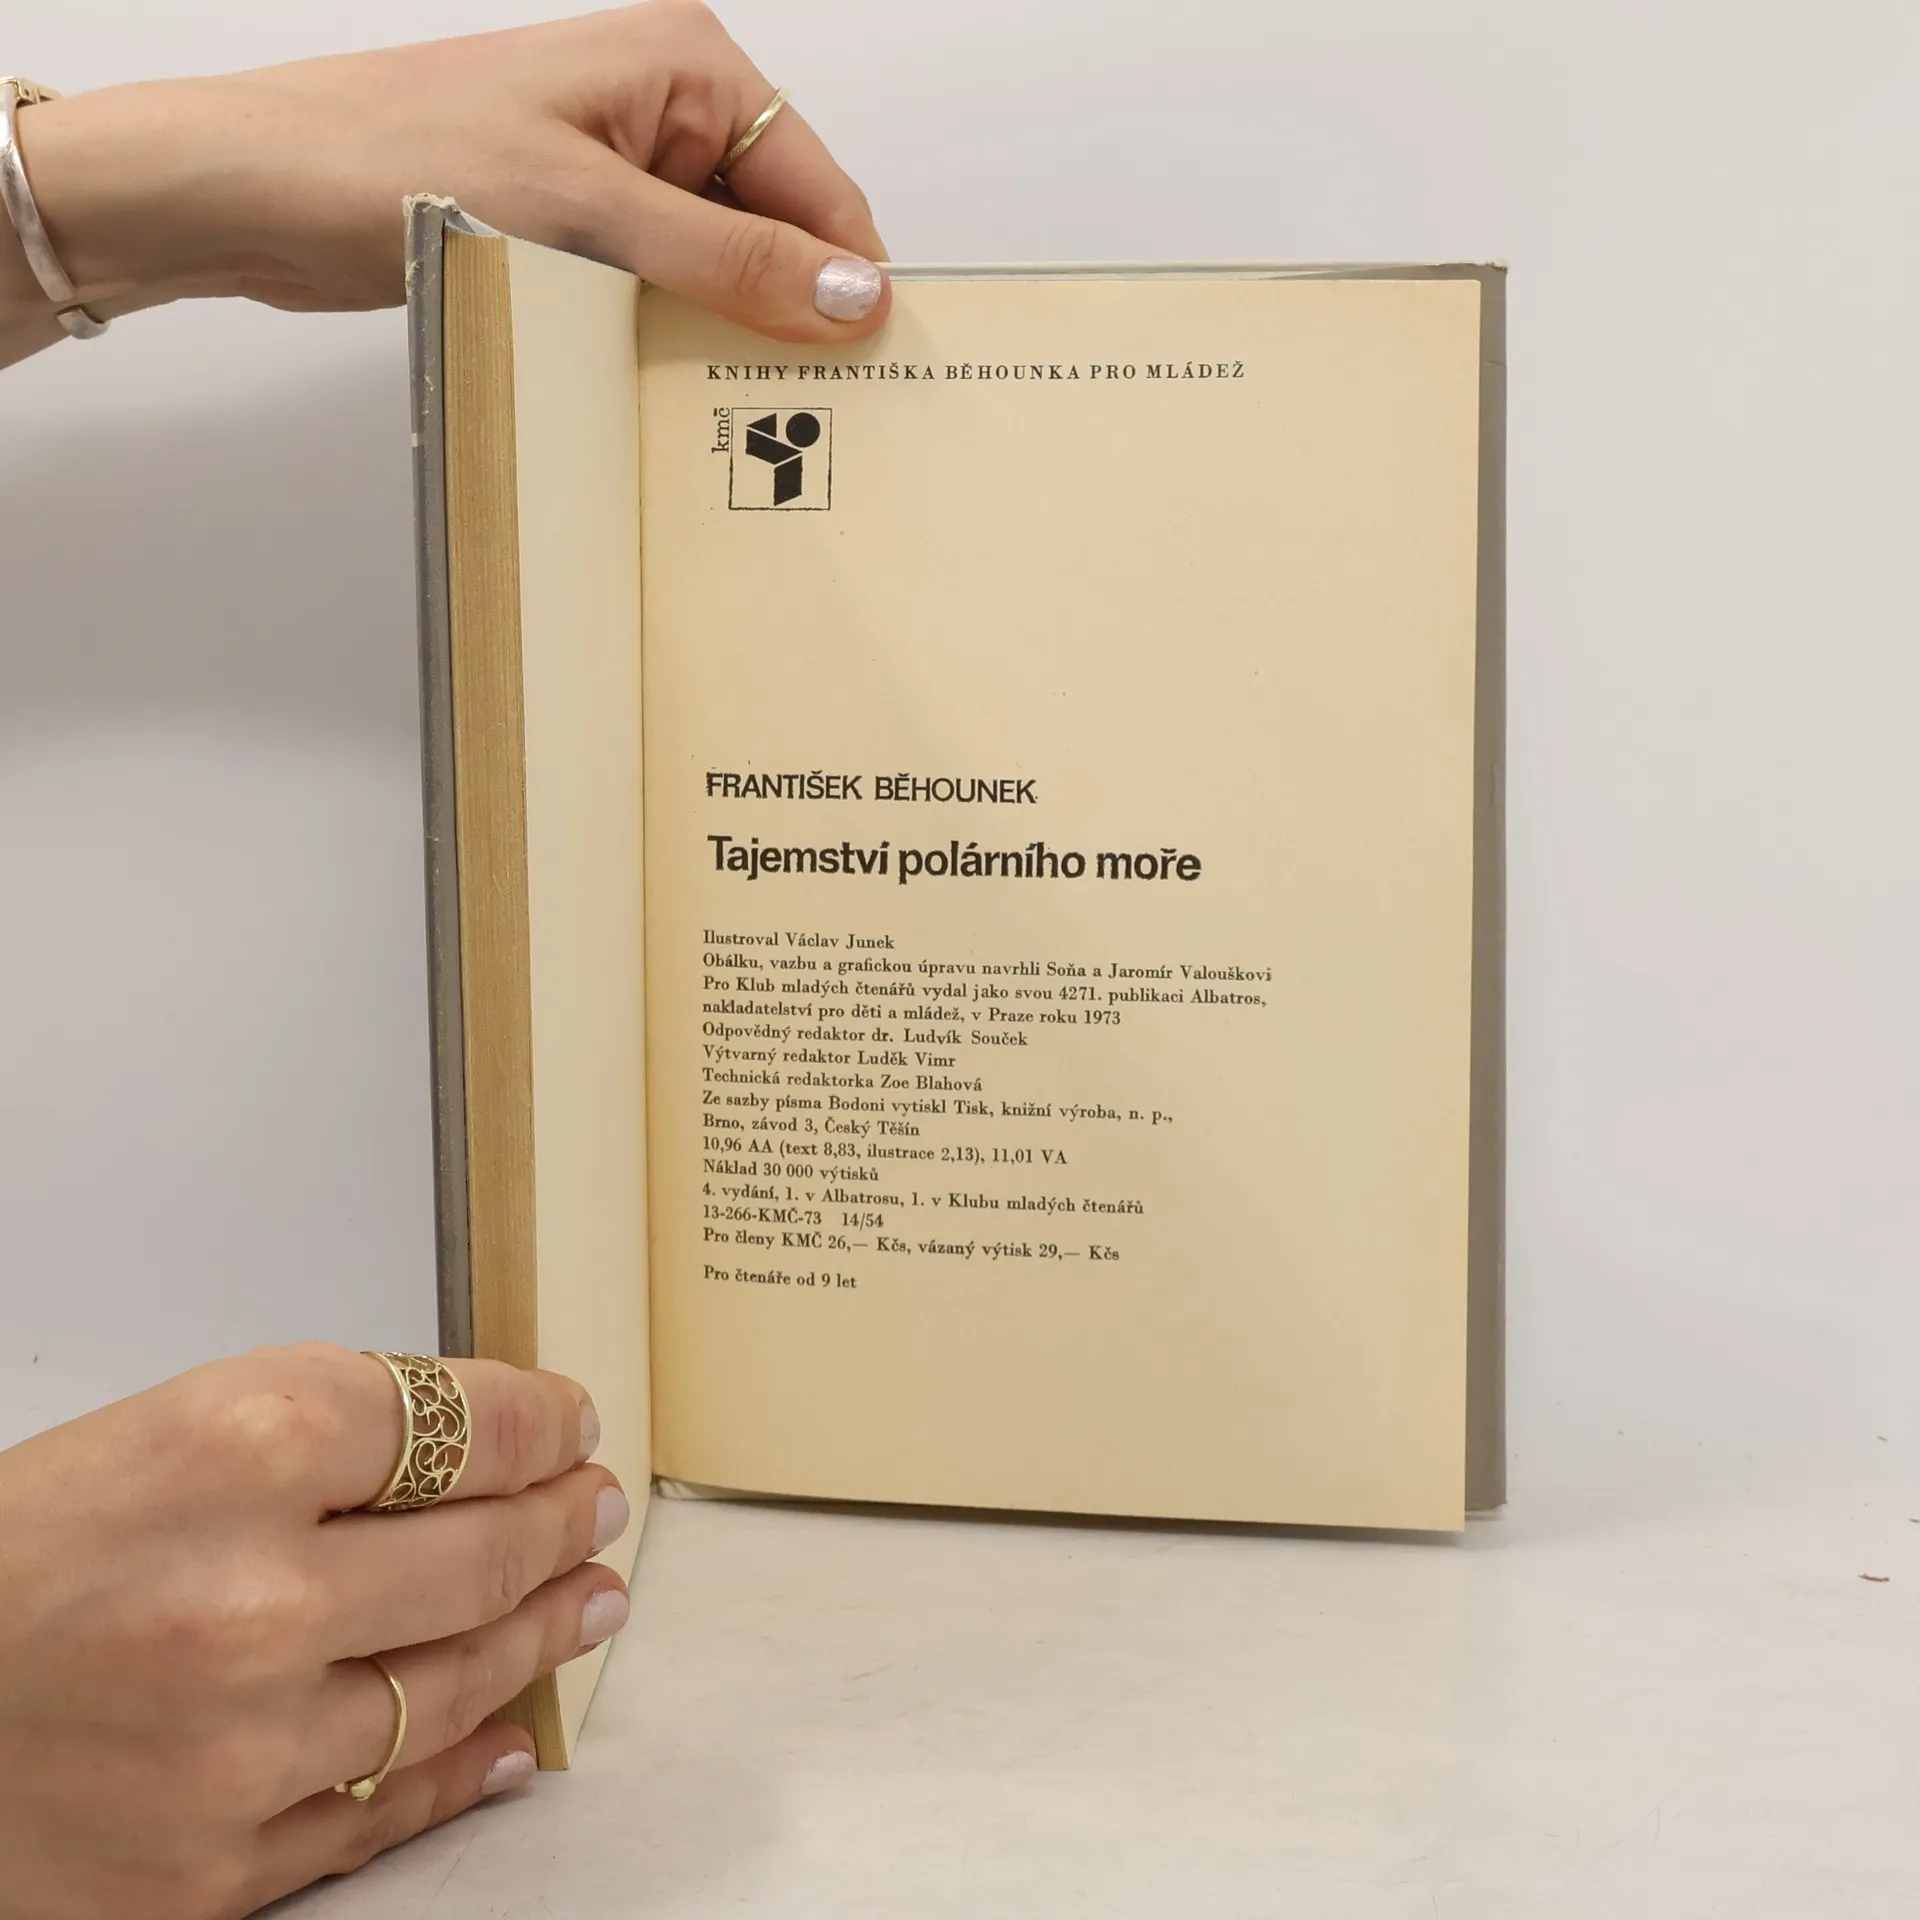 KNIHY FRANTIŠKA BĚHOUNKA PRO MLÁDEŽ
kmč
FRANTIŠEK BĚHOUNEK
Tajemství polárního moře
Ilustroval Václav Junek
Obálku, vazbu a grafickou úpravu navrhli Soňa a Jaromír Valouškovi
Pro Klub mladých čtenářů vydal jako svou 4271. publikaci Albatros,
nakladatelství pro děti a mládež, v Praze roku 1973
Odpovědný redaktor dr. Ludvík Souček
Výtvarný redaktor Luděk Vimr
Technická redaktorka Zoe Blahová
Ze sazby písma Bodoni vytiskl Tisk, knižní výroba, n. p.,
Brno, závod 3, Český Těšín
10,96 AA (text 8,83, ilustrace 2,13), 11,01 VA
Náklad 30 000 výtisků
4. vydání, 1. v Albatrosu, 1. v Klubu mladých čtenářů
13-266-KMČ-73 14/54
Pro členy KMČ 26,— Kčs, vázaný výtisk 29,— Kčs
Pro čtenáře od 9 let